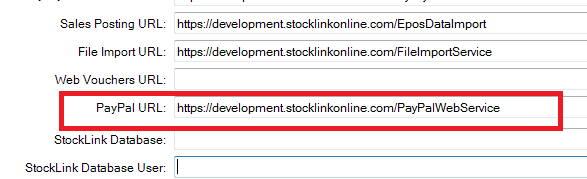 Sales Posting URL: https://development.stocklinkonline.com/EposDataImport
File Import URL: https://development.stocklinkonline.com/FileImportService
Web Vouchers URL:
PayPal URL: https://development.stocklinkonline.com/PayPalWebService
StockLink Database:
StockLink Database User: